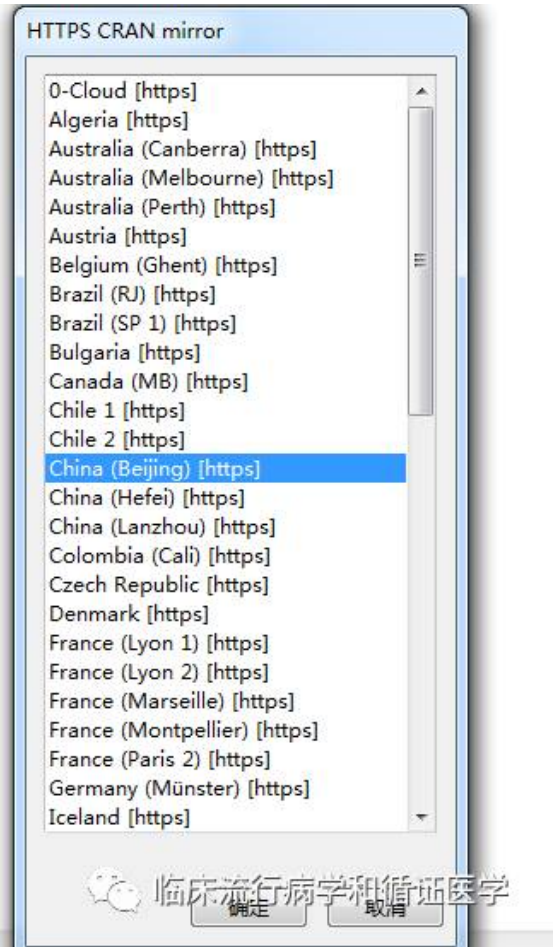 HTTPS CRAN mirror
0-Cloud [https]
Algeria [https]
Australia (Canberra) [https]
Australia (Melbourne) [https]
Australia (Perth) [https]
Austria [https]
Belgium (Ghent) [https]
Brazil (RJ) [https]
Brazil (SP 1) [https]
Bulgaria [https]
Canada (MB) [https]
Chile 1 [https]
Chile 2 [https]
China (Beijing) [https]
China (Hefei) [https]
China (Lanzhou) [https]
Colombia (Cali) [https]
Czech Republic [https]
Denmark [https]
France (Lyon 1) [https]
France (Lyon 2) [https]
France (Marseille) [https]
France (Montpellier) [https]
France (Paris 2) [https]
Germany (Münster) [https]
Iceland [https]
临床流行病学和循证医学
确定 取消